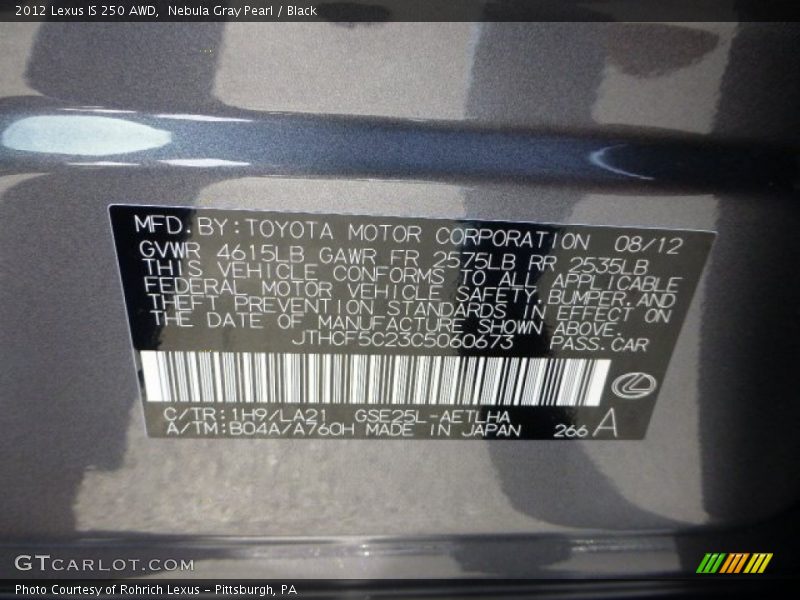 2012 Lexus IS 250 AWD,  Nebula Gray Pearl / Black
MFD. BY: TOYOTA MOTOR CORPORATION 08/12
GVWR 4615LB GAWR FR 2575LB RR 2535LB
THIS VEHICLE CONFORMS TO ALL APPLICABLE
FEDERAL MOTOR VEHICLE SAFETY, BUMPER, AND
THEFT PREVENTION STANDARDS IN EFFECT ON
THE DATE OF MANUFACTURE SHOWN ABOVE.
JTHCF5C23C5060673 PASS. CAR
C/TR: 1H9/LA21 GSE25L-AETLHA
A/TM: B04A/A760H MADE IN JAPAN 266 A
GTCARLOT.COM
Photo Courtesy of Rohrich Lexus – Pittsburgh, PA